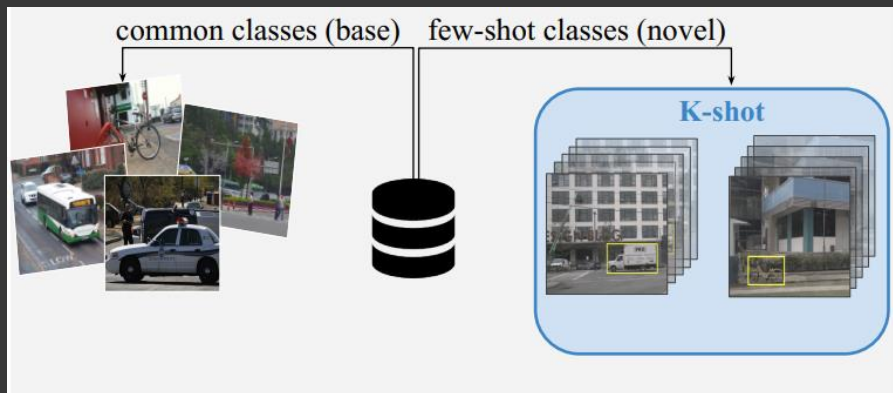 common classes (base)
few-shot classes (novel)
K-shot